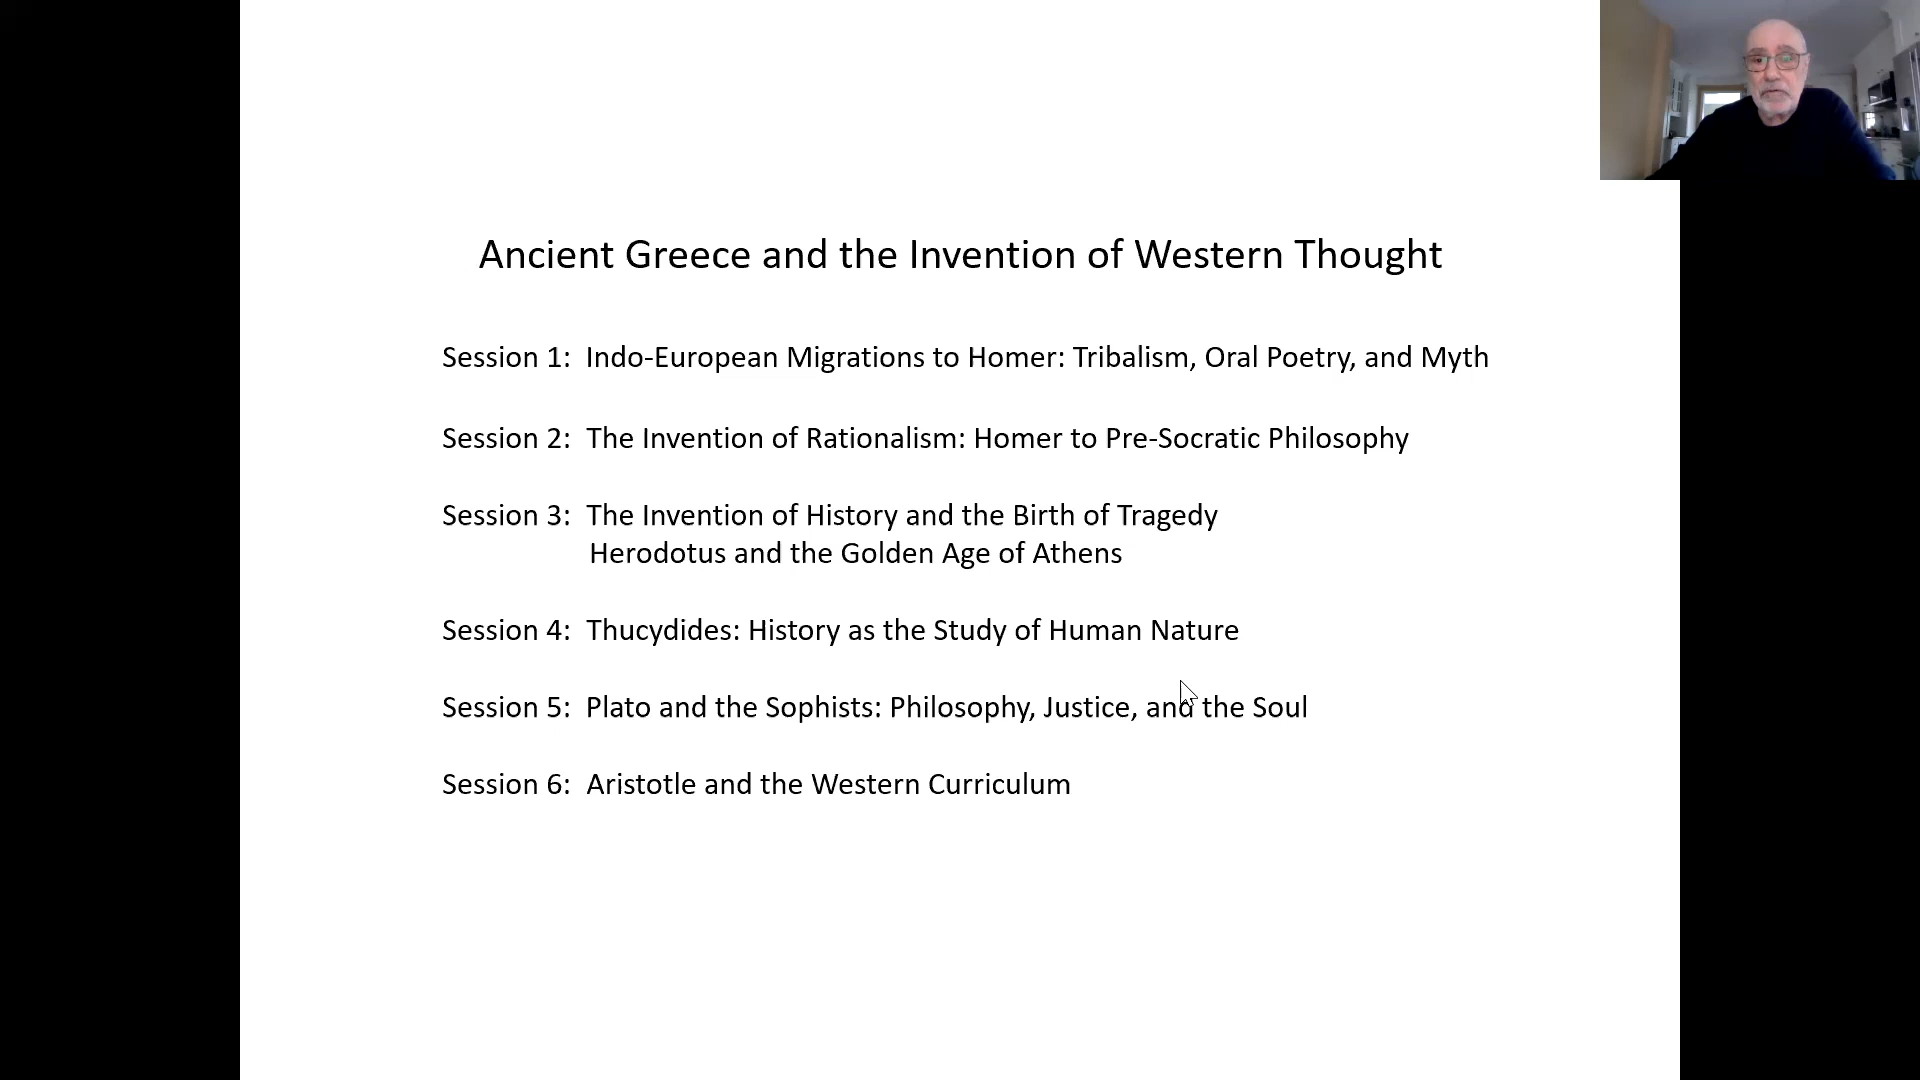 Ancient Greece and the Invention of Western Thought
Session 1: Indo-European Migrations to Homer: Tribalism, Oral Poetry, and Myth
Session 2: The Invention of Rationalism: Homer to Pre-Socratic Philosophy
Session 3: The Invention of History and the Birth of Tragedy
Herodotus and the Golden Age of Athens
Session 4: Thucydides: History as the Study of Human Nature
Session 5: Plato and the Sophists: Philosophy, Justice, and the Soul
Session 6: Aristotle and the Western Curriculum